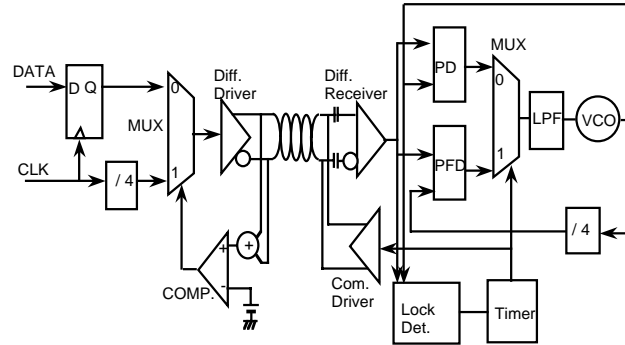 DATA
D Q
CLK
/ 4
MUX
0
1
Diff.
Driver
+
+
-
COMP.
Diff.
Receiver
Com.
Driver
PD
PFD
MUX
0
1
LPF
VCO
/ 4
Lock
Det.
Timer